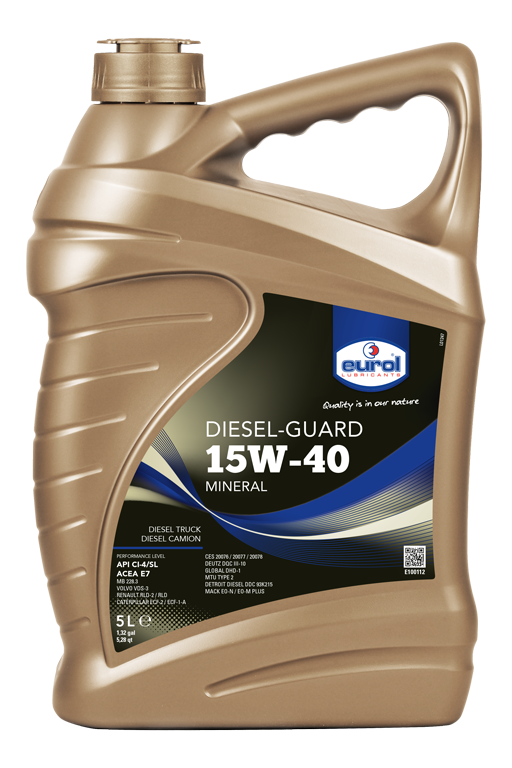 eurol
LUBRICANTS
Quality is in our nature
DIESEL-GUARD
15W-40
MINERAL
DIESEL TRUCK
DIESEL CAMION
PERFORMANCE LEVEL
API CI-4/SL
ACEA E7
MB 228.3
VOLVO VDS-3
RENAULT RLD-2 / RLD
CATERPILLAR ECF-2 / ECF-1-A
CES 20076 / 20077 / 20078
DEUTZ DQC III-10
GLOBAL DHD-1
MTU TYPE 2
DETROIT DIESEL DDC 93K215
MACK EO-N / EO-M PLUS
E100112
5 L ℮
1,32 gal
5,28 qt